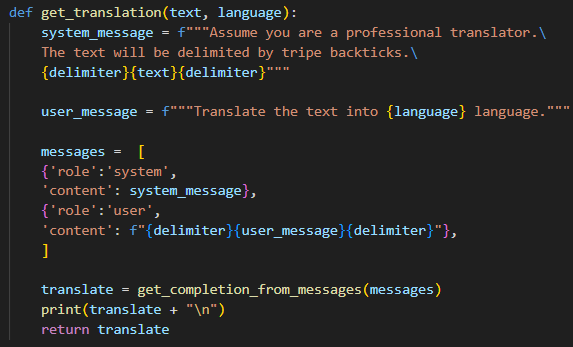 def get_translation(text, language):
    system_message = f"""Assume you are a professional translator.\
    The text will be delimited by tripe backticks.\
    {delimiter}{text}{delimiter}"""

    user_message = f"""Translate the text into {language} language."""

    messages =  [
    {'role':'system',
    'content': system_message},
    {'role':'user',
    'content': f"{delimiter}{user_message}{delimiter}"},
    ]

    translate = get_completion_from_messages(messages)
    print(translate + "\n")
    return translate